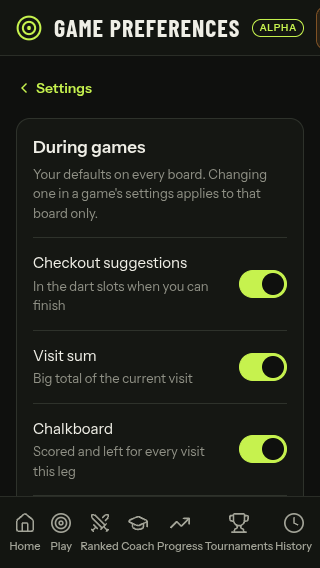 GAME PREFERENCES ALPHA
Settings
During games
Your defaults on every board. Changing
one in a game's settings applies to that
board only.
Checkout suggestions
In the dart slots when you can
finish
Visit sum
Big total of the current visit
Chalkboard
Scored and left for every visit
this leg
Home Play Ranked Coach Progress Tournaments History